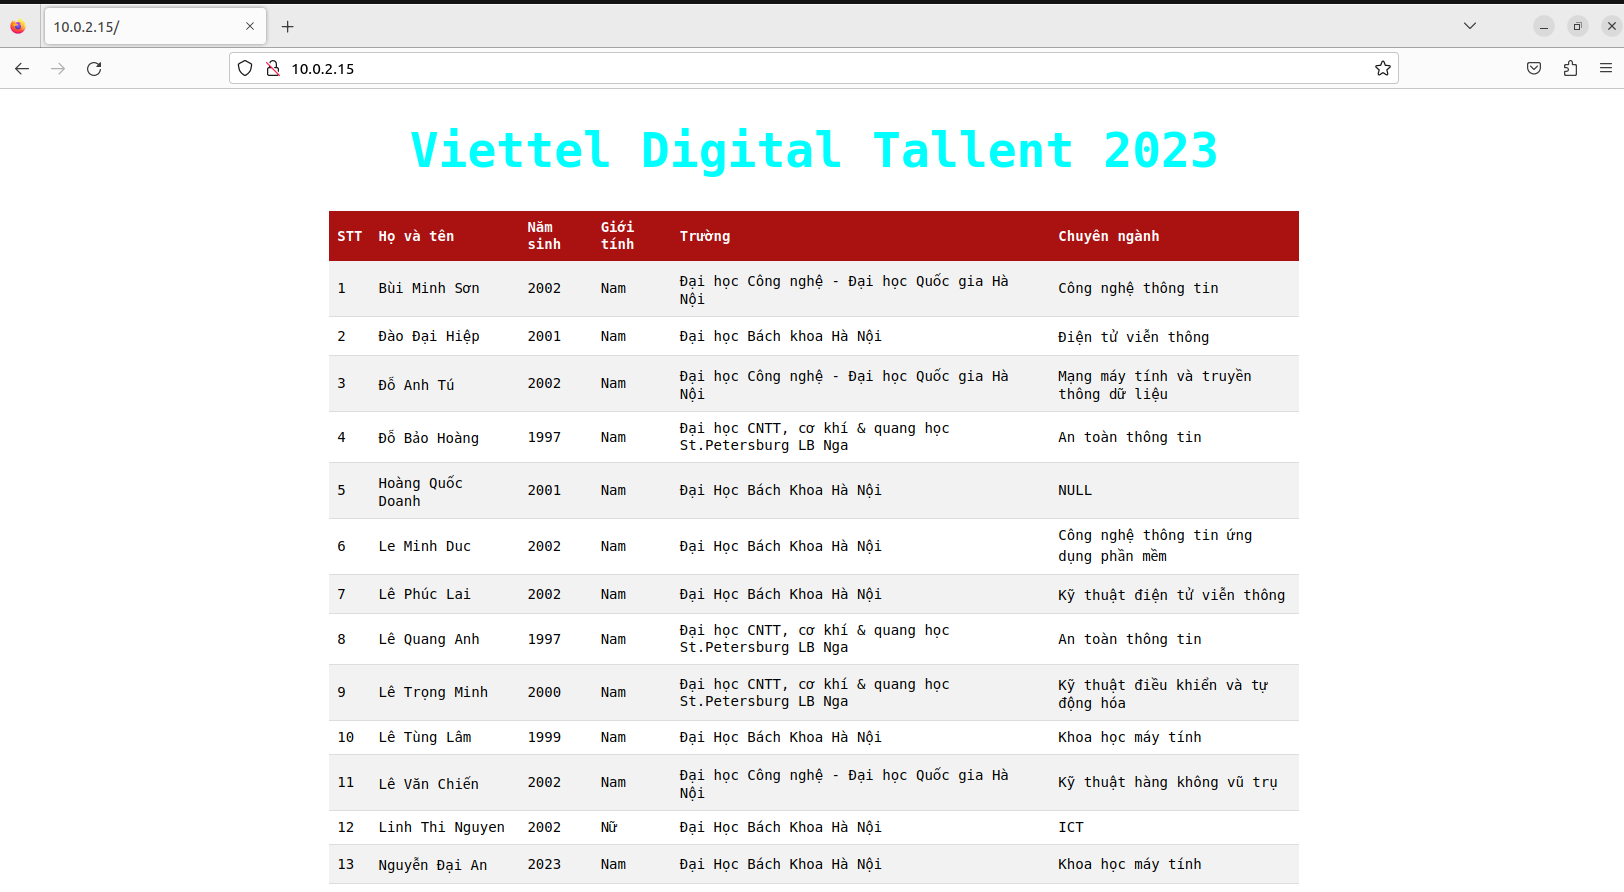 10.0.2.15/
10.0.2.15
Viettel Digital Tallent 2023
STT Họ và tên Năm sinh Giới tính Trường Chuyên ngành
1 Bùi Minh Sơn 2002 Nam Đại học Công nghệ - Đại học Quốc gia Hà Nội Công nghệ thông tin
2 Đào Đại Hiệp 2001 Nam Đại học Bách khoa Hà Nội Điện tử viễn thông
3 Đỗ Anh Tú 2002 Nam Đại học Công nghệ - Đại học Quốc gia Hà Nội Mạng máy tính và truyền thông dữ liệu
4 Đỗ Bảo Hoàng 1997 Nam Đại học CNTT, cơ khí & quang học St.Petersburg LB Nga An toàn thông tin
5 Hoàng Quốc Doanh 2001 Nam Đại Học Bách Khoa Hà Nội NULL
6 Le Minh Duc 2002 Nam Đại Học Bách Khoa Hà Nội Công nghệ thông tin ứng dụng phần mềm
7 Lê Phúc Lai 2002 Nam Đại Học Bách Khoa Hà Nội Kỹ thuật điện tử viễn thông
8 Lê Quang Anh 1997 Nam Đại học CNTT, cơ khí & quang học St.Petersburg LB Nga An toàn thông tin
9 Lê Trọng Minh 2000 Nam Đại học CNTT, cơ khí & quang học St.Petersburg LB Nga Kỹ thuật điều khiển và tự động hóa
10 Lê Tùng Lâm 1999 Nam Đại Học Bách Khoa Hà Nội Khoa học máy tính
11 Lê Văn Chiến 2002 Nam Đại học Công nghệ - Đại học Quốc gia Hà Nội Kỹ thuật hàng không vũ trụ
12 Linh Thi Nguyen 2002 Nữ Đại Học Bách Khoa Hà Nội ICT
13 Nguyễn Đại An 2023 Nam Đại Học Bách Khoa Hà Nội Khoa học máy tính